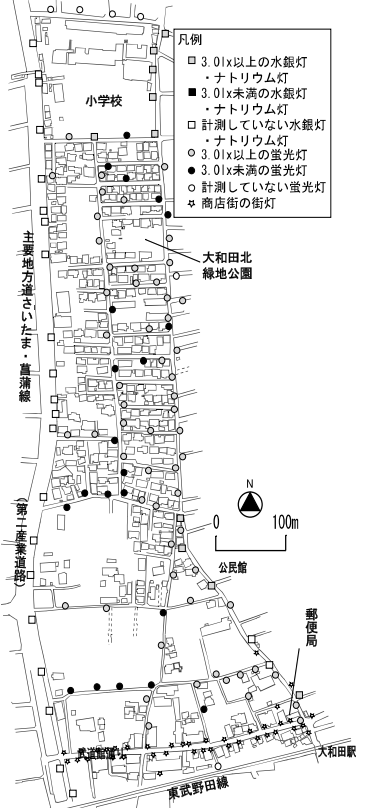 凡例
3.0lx以上の水銀灯
・ナトリウム灯
3.0lx未満の水銀灯
・ナトリウム灯
計測していない水銀灯
・ナトリウム灯
3.0lx以上の蛍光灯
3.0lx未満の蛍光灯
計測していない蛍光灯
商店街の街灯
小学校
大和田北
緑地公園
主要地方道さいたま・菖蒲線
(第二産業道路)
N
0 100m
公民館
郵便局
武道館通り
大和田駅
東武野田線